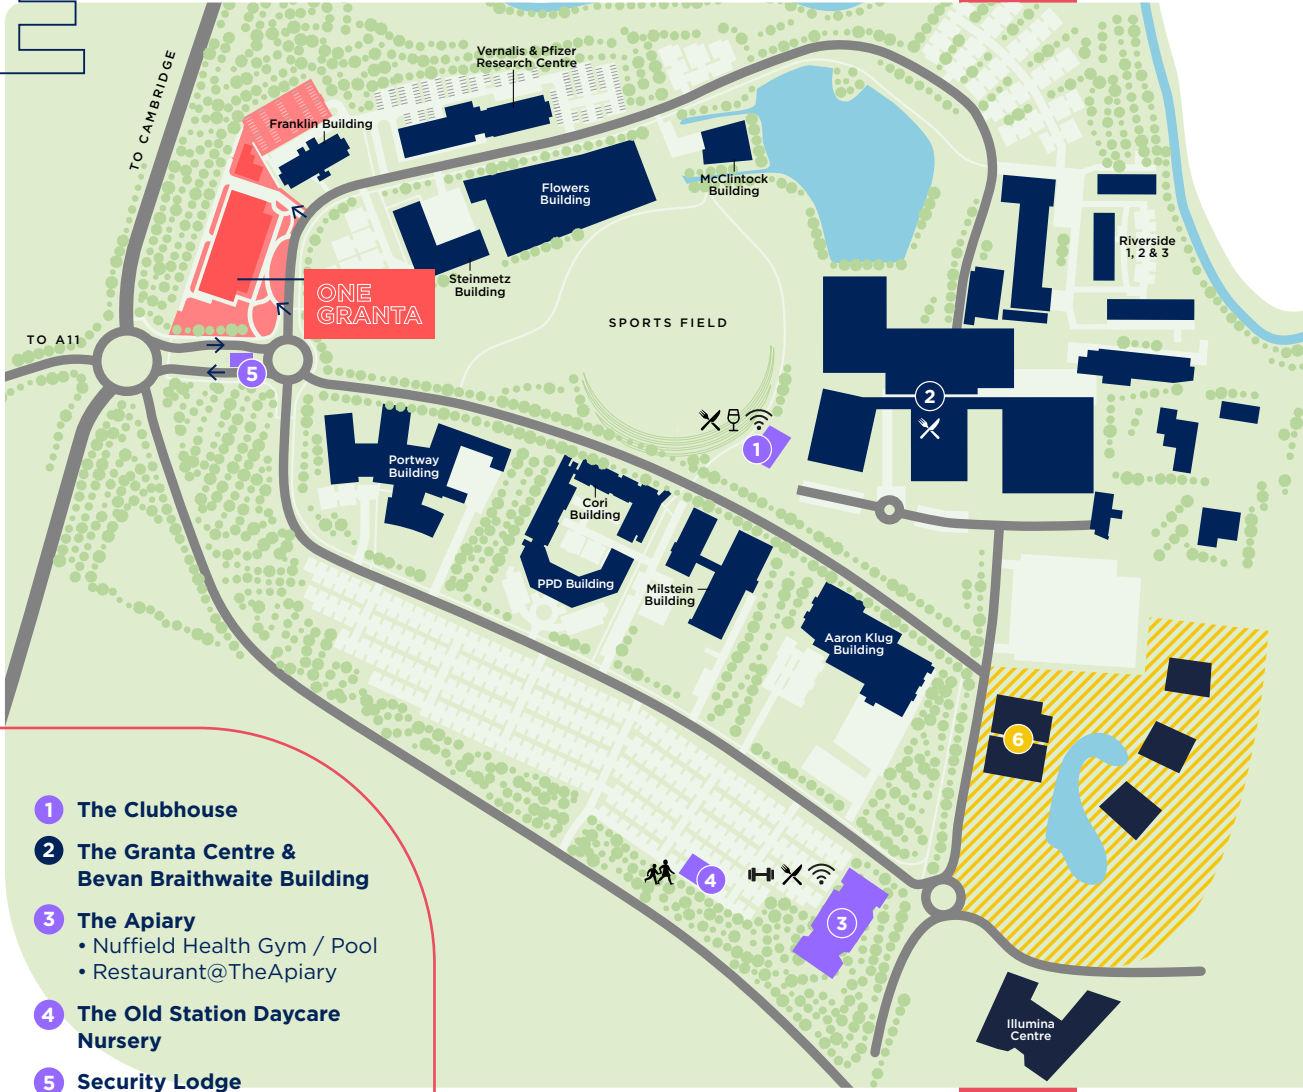 TO CAMBRIDGE
Vernalis & Pfizer
Research Centre
Franklin Building
Flowers
Building
McClintock
Building
Steinmetz
Building
Riverside
1, 2 & 3
ONE
GRANTA
SPORTS FIELD
TO A11
5
2
1
Portway
Building
Cori
Building
PPD Building
Milstein
Building
Aaron Klug
Building
6
4
3
Illumina
Centre
1 The Clubhouse
2 The Granta Centre &
Bevan Braithwaite Building
3 The Apiary
• Nuffield Health Gym / Pool
• Restaurant@TheApiary
4 The Old Station Daycare
Nursery
5 Security Lodge